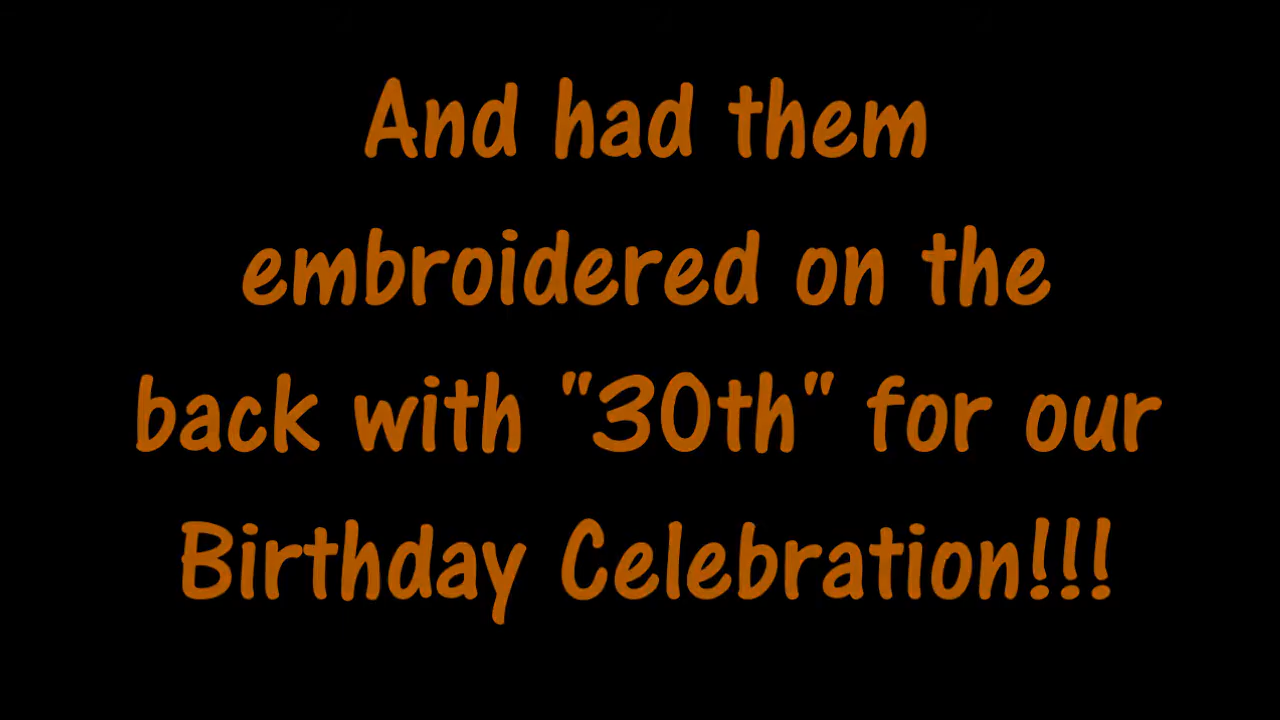 And had them
embroidered on the
back with "30th" for our
Birthday Celebration!!!